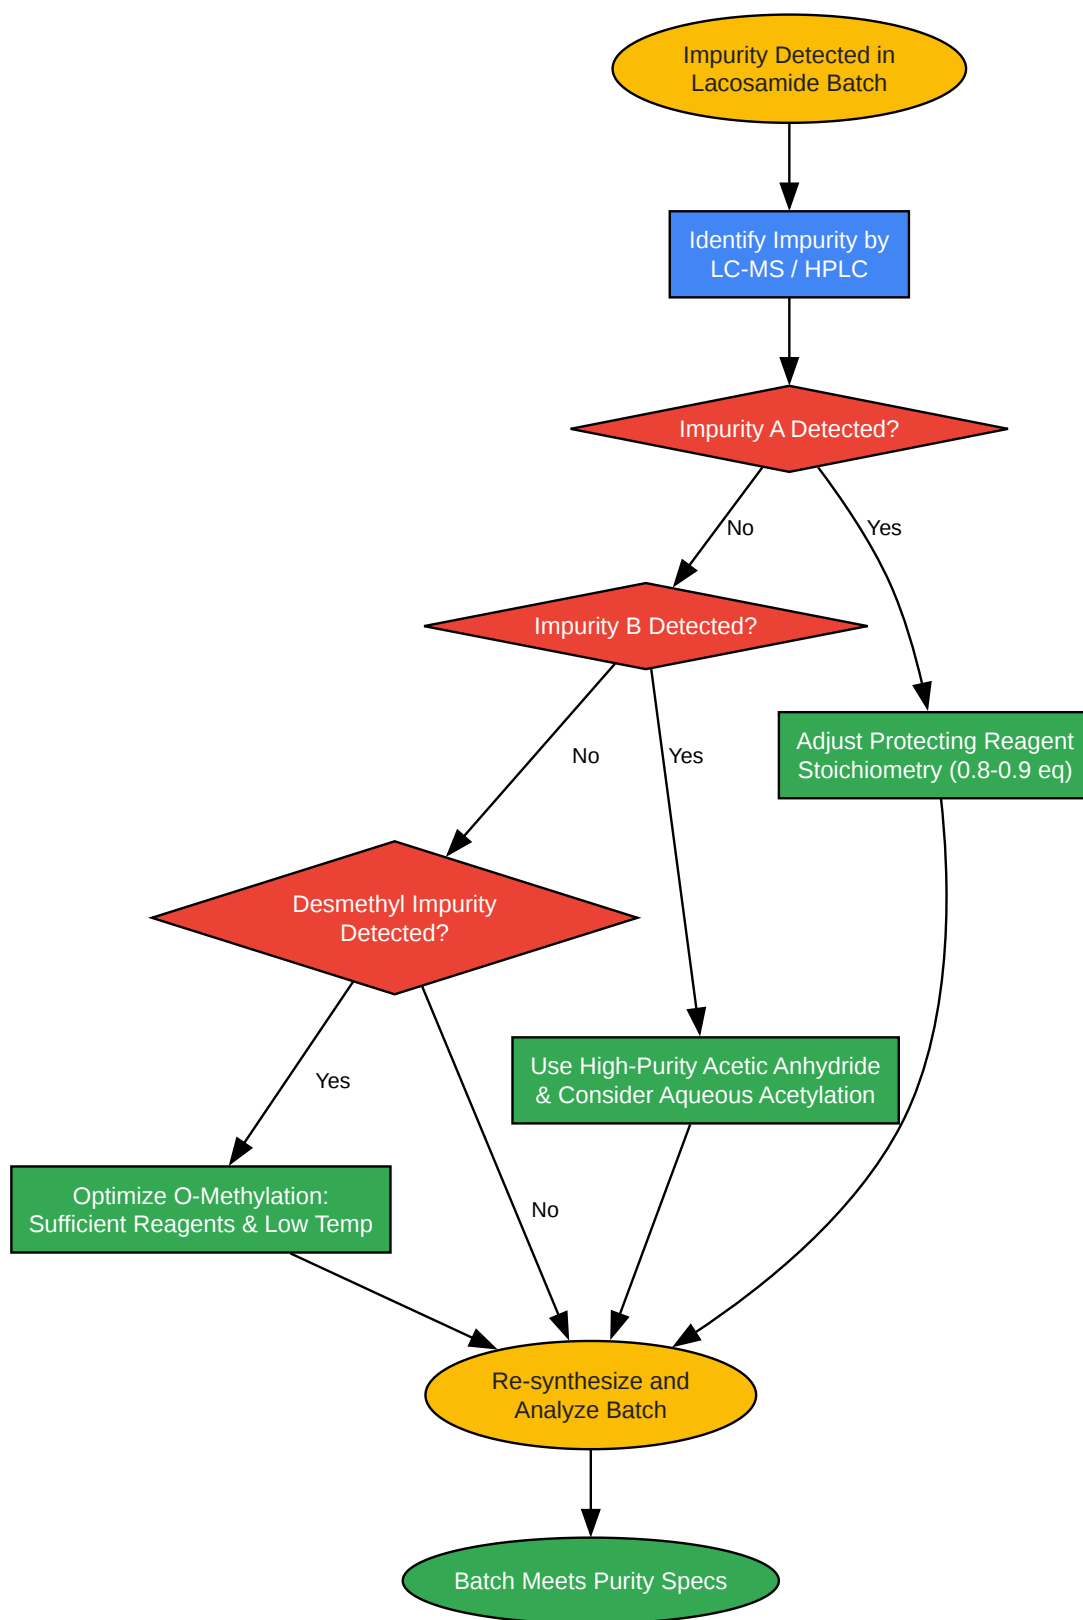 Impurity Detected in
Lacosamide Batch
Identify Impurity by
LC-MS / HPLC
Impurity A Detected?
No
Yes
Impurity B Detected?
Adjust Protecting Reagent
Stoichiometry (0.8-0.9 eq)
No
Yes
Desmethyl Impurity
Detected?
Use High-Purity Acetic Anhydride
& Consider Aqueous Acetylation
Yes
Optimize O-Methylation:
Sufficient Reagents & Low Temp
No
Re-synthesize and
Analyze Batch
Batch Meets Purity Specs